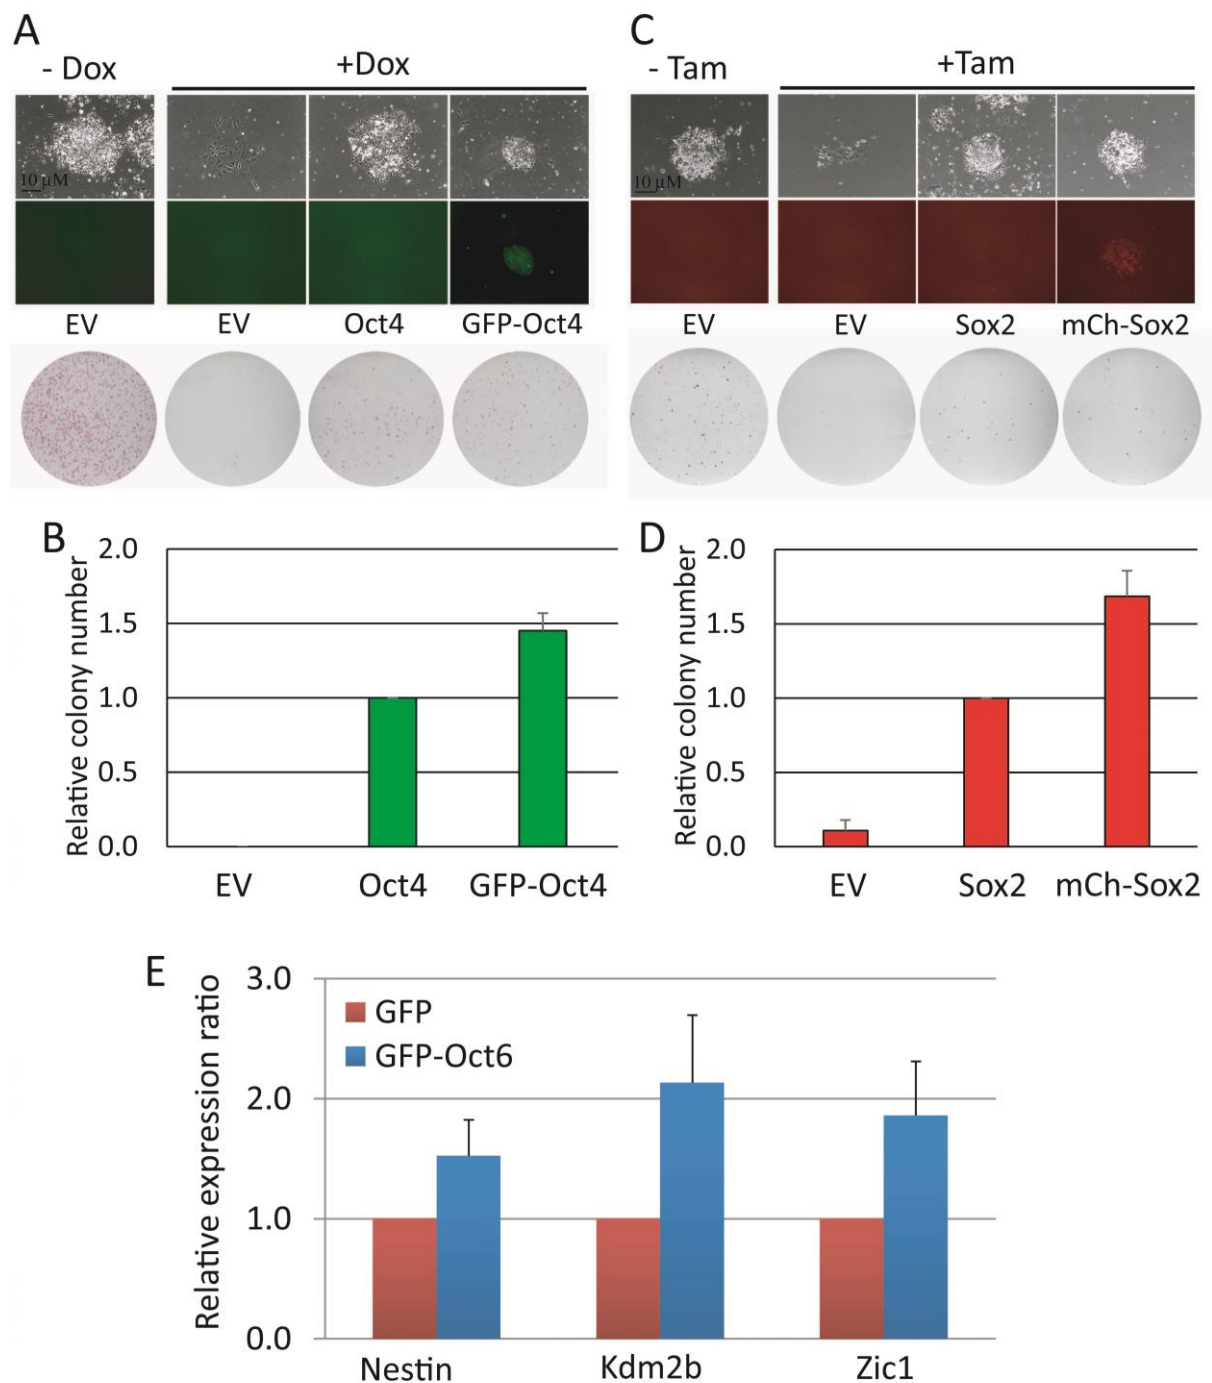 A
- Dox
+Dox
10 µM
EV
EV
Oct4
GFP-Oct4
C
- Tam
+Tam
10 µM
EV
EV
Sox2
mCh-Sox2
B
Relative colony number
2.0
1.5
1.0
0.5
0.0
EV
Oct4
GFP-Oct4
D
Relative colony number
2.0
1.5
1.0
0.5
0.0
EV
Sox2
mCh-Sox2
E
Relative expression ratio
3.0
2.0
1.0
0.0
GFP
GFP-Oct6
Nestin
Kdm2b
Zic1